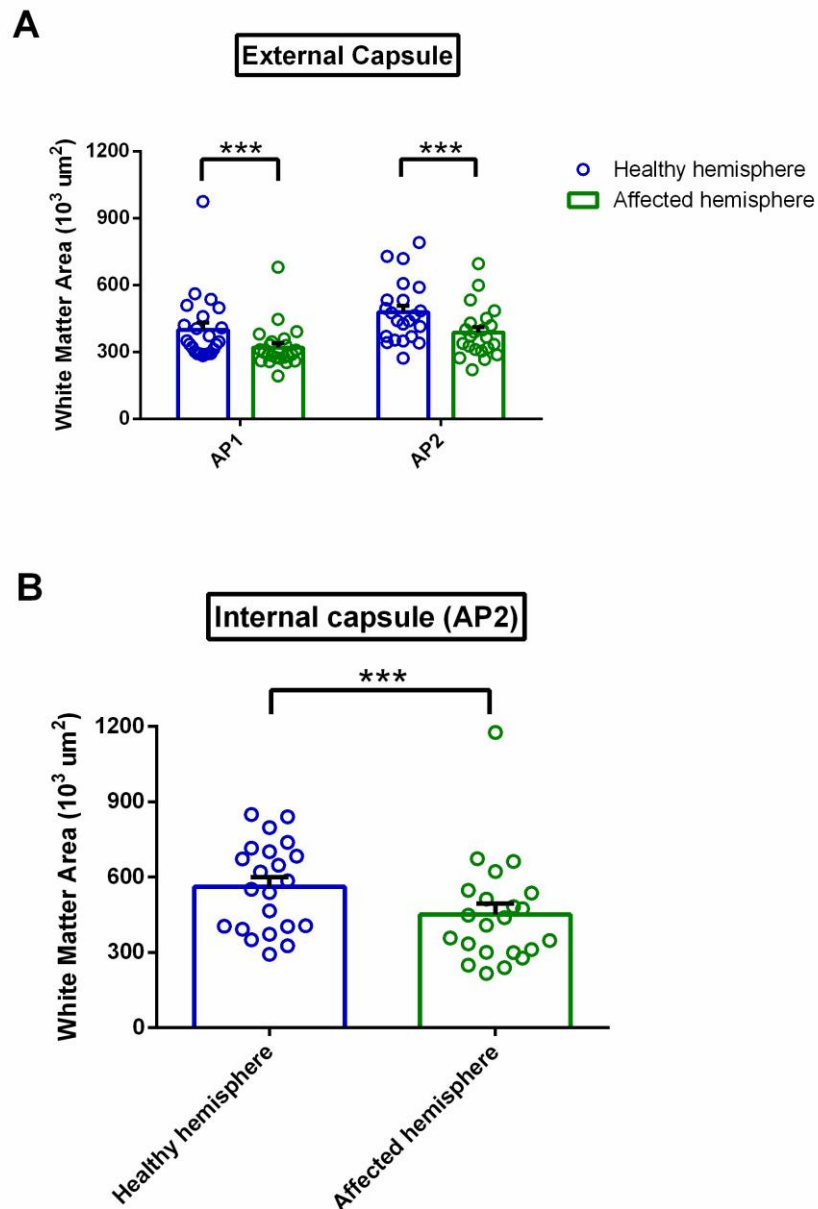 A
External Capsule
White Matter Area (10³ um²)
1200
900
600
300
0
***
***
AP1
AP2
Healthy hemisphere
Affected hemisphere
B
Internal capsule (AP2)
***
White Matter Area (10³ um²)
1200
900
600
300
0
Healthy hemisphere
Affected hemisphere